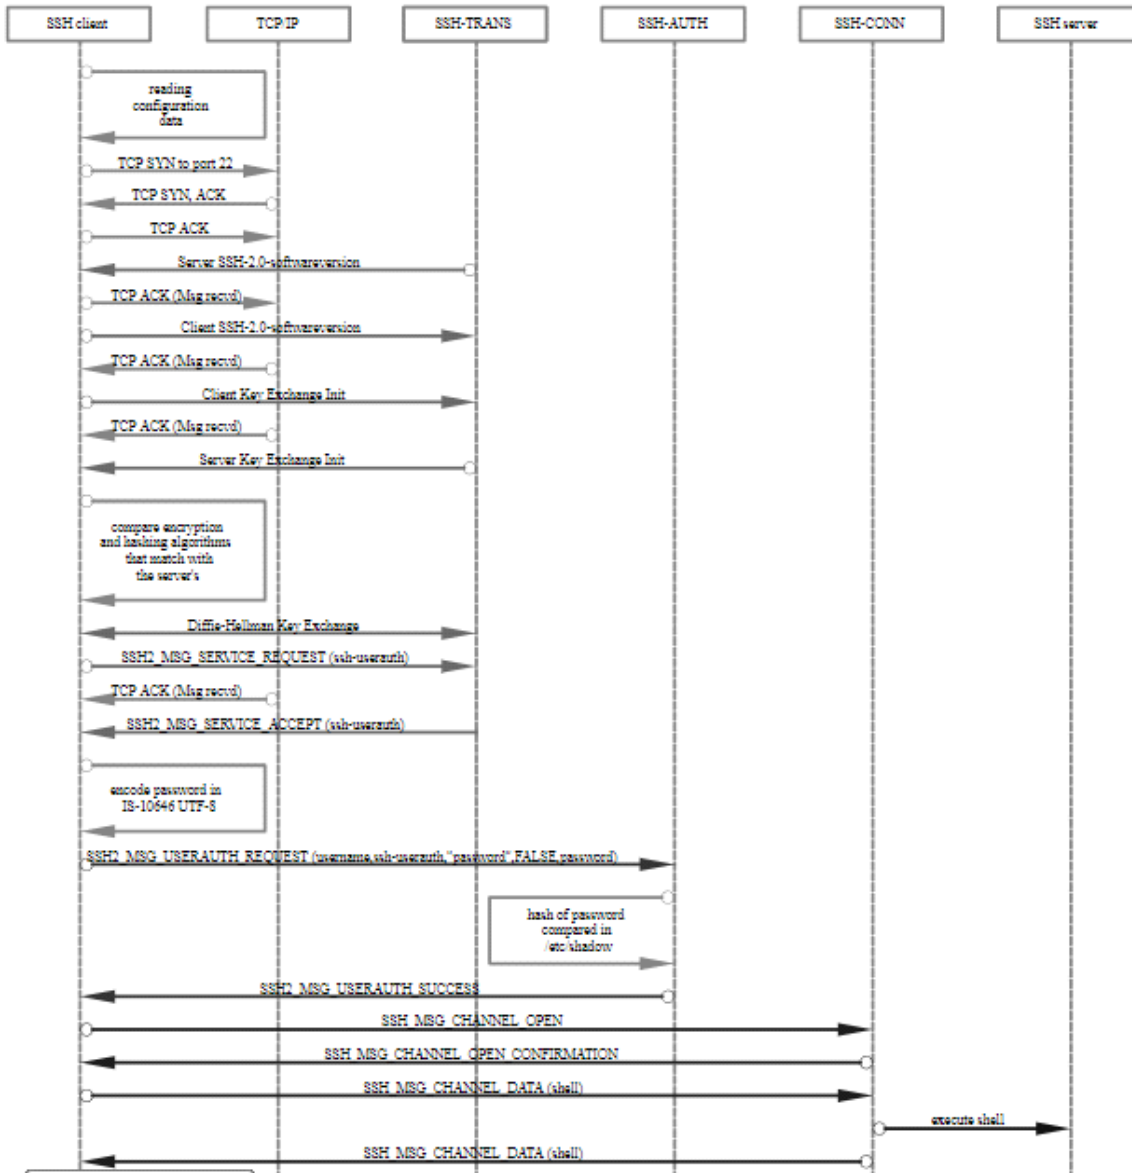 SSH client
TCP/IP
SSH-TRANS
SSH-AUTH
SSH-CONN
SSH server
reading
configuration
data
TCP SYN to port 22
TCP SYN, ACK
TCP ACK
Server SSH-2.0-softwareversion
TCP ACK (Msg recvd)
Client SSH-2.0-softwareversion
TCP ACK (Msg recvd)
Client Key Exchange Init
TCP ACK (Msg recvd)
Server Key Exchange Init
compare encryption
and hashing algorithms
that match with
the server's
Diffie-Hellman Key Exchange
SSH2_MSG_SERVICE_REQUEST (ssh-userauth)
TCP ACK (Msg recvd)
SSH2_MSG_SERVICE_ACCEPT (ssh-userauth)
encode password in
IS-10646 UTF-8
SSH2_MSG_USERAUTH_REQUEST (username,ssh-userauth,"password",FALSE,password)
hash of password
compared in
/etc/shadow
SSH2_MSG_USERAUTH_SUCCESS
SSH_MSG_CHANNEL_OPEN
SSH_MSG_CHANNEL_OPEN_CONFIRMATION
SSH_MSG_CHANNEL_DATA (shell)
execute shell
SSH_MSG_CHANNEL_DATA (shell)